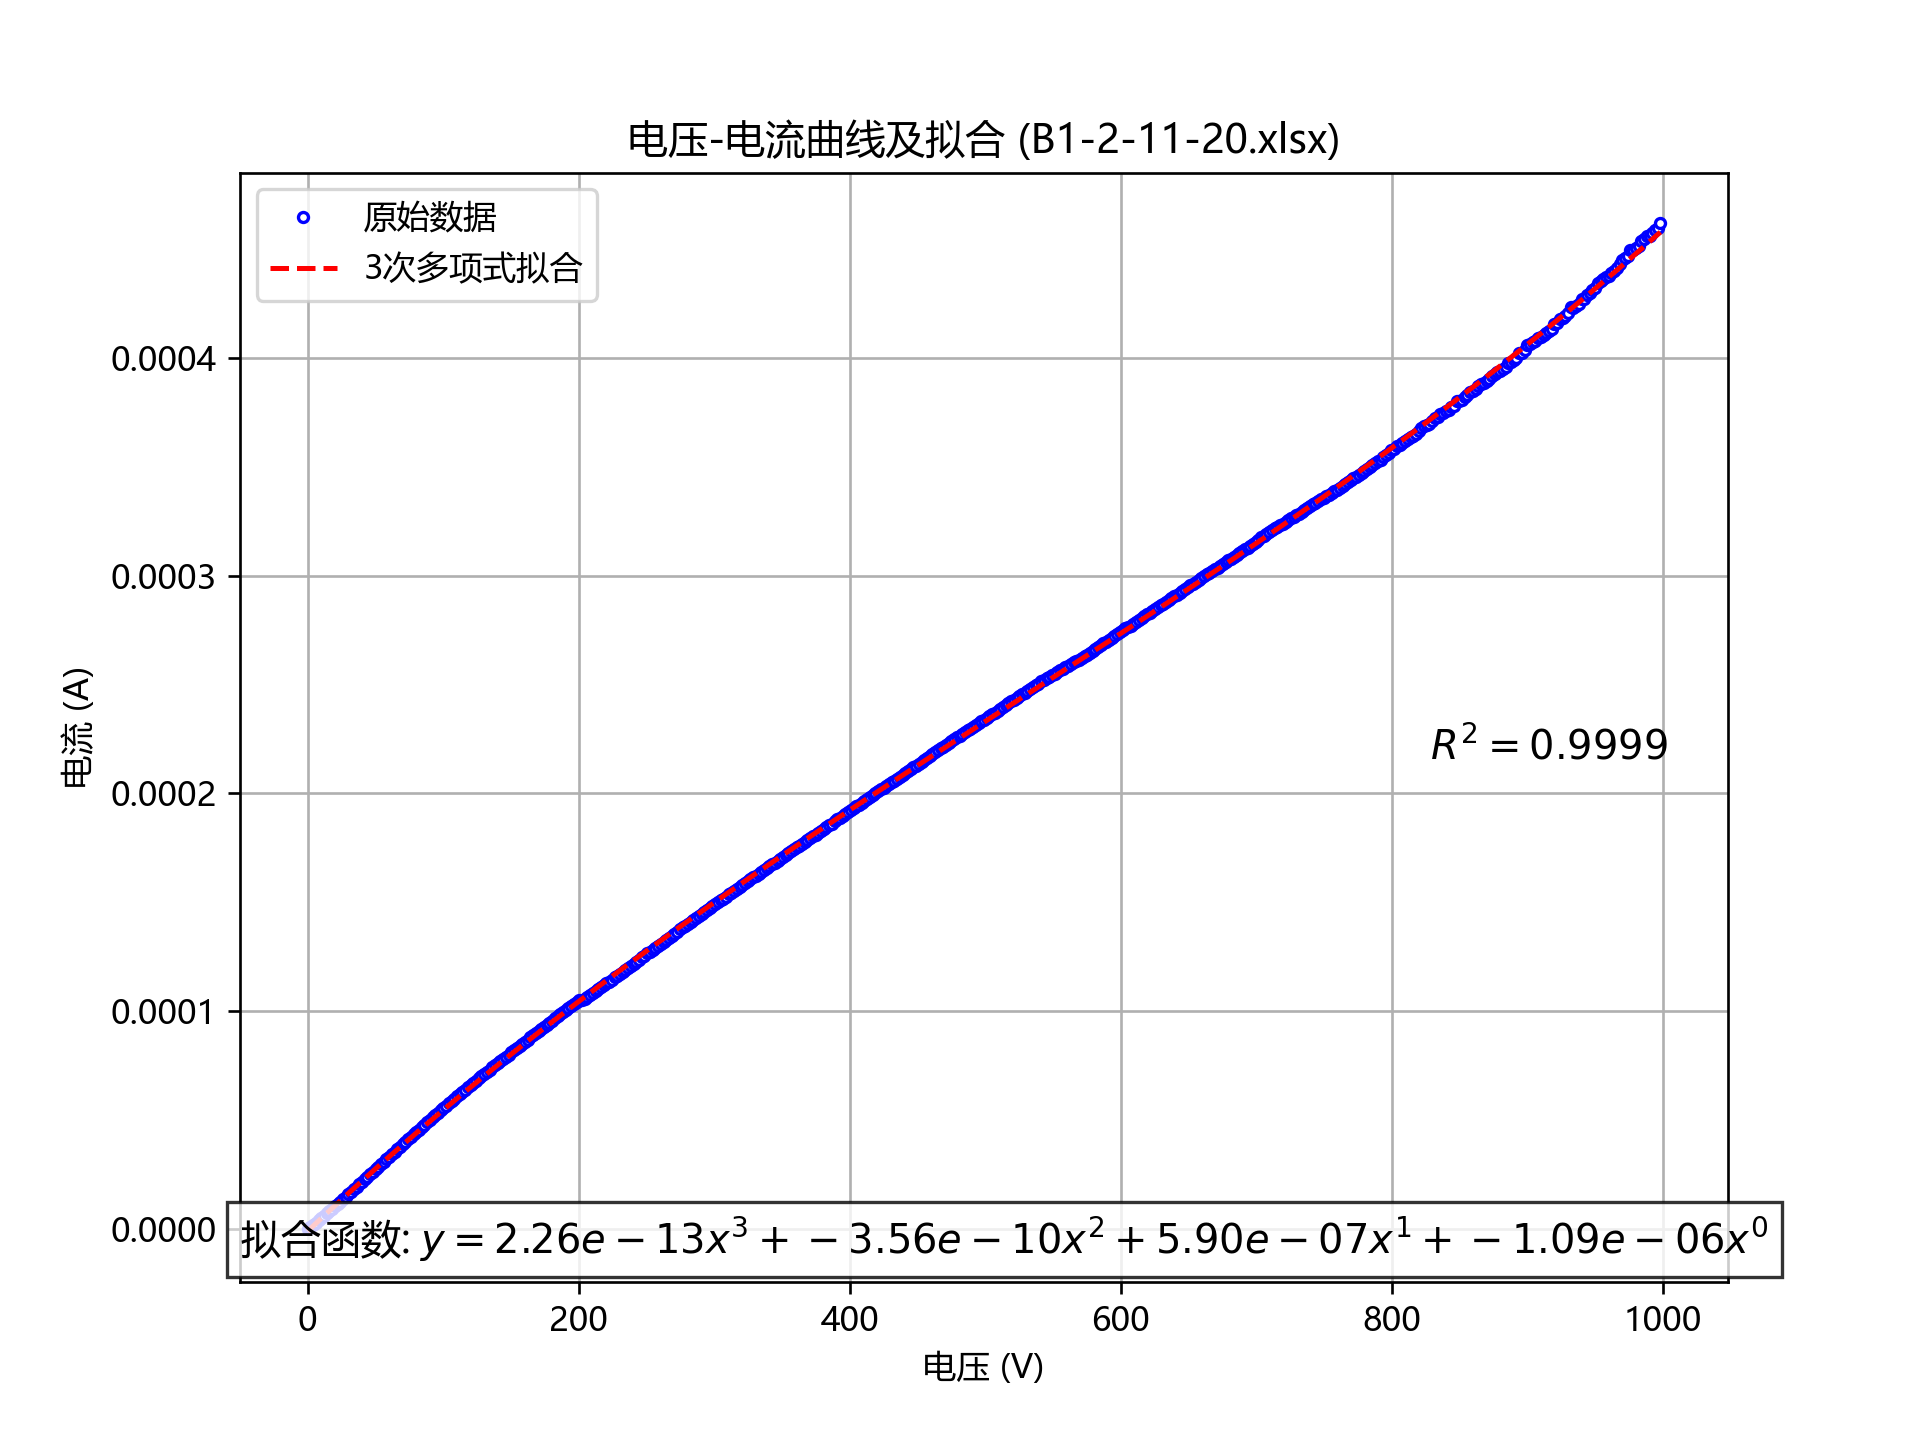 电压-电流曲线及拟合 (B1-2-11-20.xlsx)
原始数据
3次多项式拟合
0.0004
0.0003
0.0002
0.0001
0.0000
电流 (A)
R² = 0.9999
拟合函数: y = 2.26e − 13x³ + − 3.56e − 10x² + 5.90e − 07x¹ + − 1.09e − 06x⁰
0 200 400 600 800 1000
电压 (V)